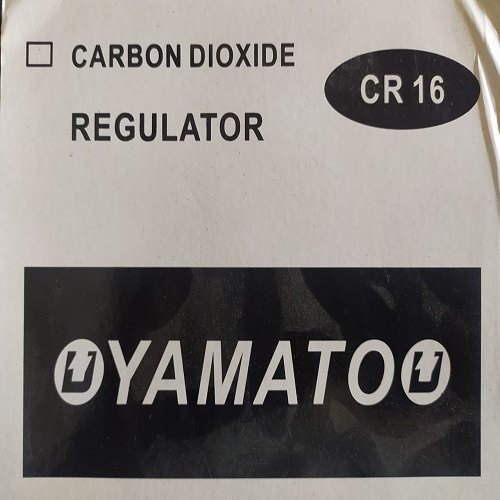 CARBON DIOXIDE
CR 16
REGULATOR
YAMATO